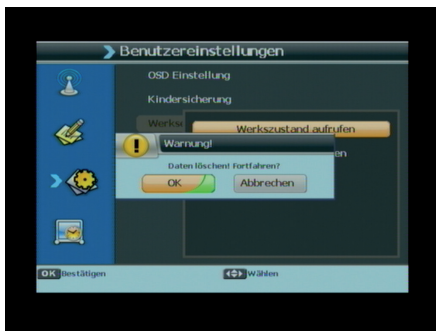 Benutzereinstellungen
OSD Einstellung
Kindersicherung
Werkszustand aufrufen
Warnung!
Daten löschen! Fortfahren?
OK
Abbrechen
OK Bestätigen
Wählen